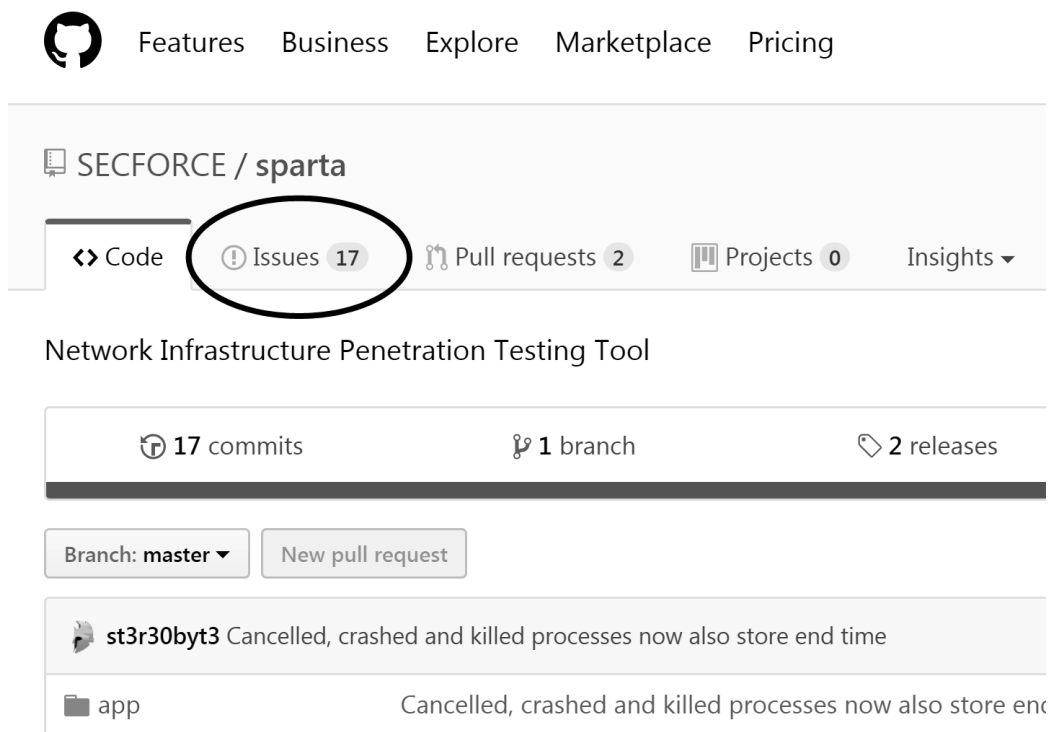 Features Business Explore Marketplace Pricing
SECFORCE / sparta
<> Code Issues 17 Pull requests 2 Projects 0 Insights
Network Infrastructure Penetration Testing Tool
17 commits 1 branch 2 releases
Branch: master New pull request
st3r30byt3 Cancelled, crashed and killed processes now also store end time
app Cancelled, crashed and killed processes now also store end